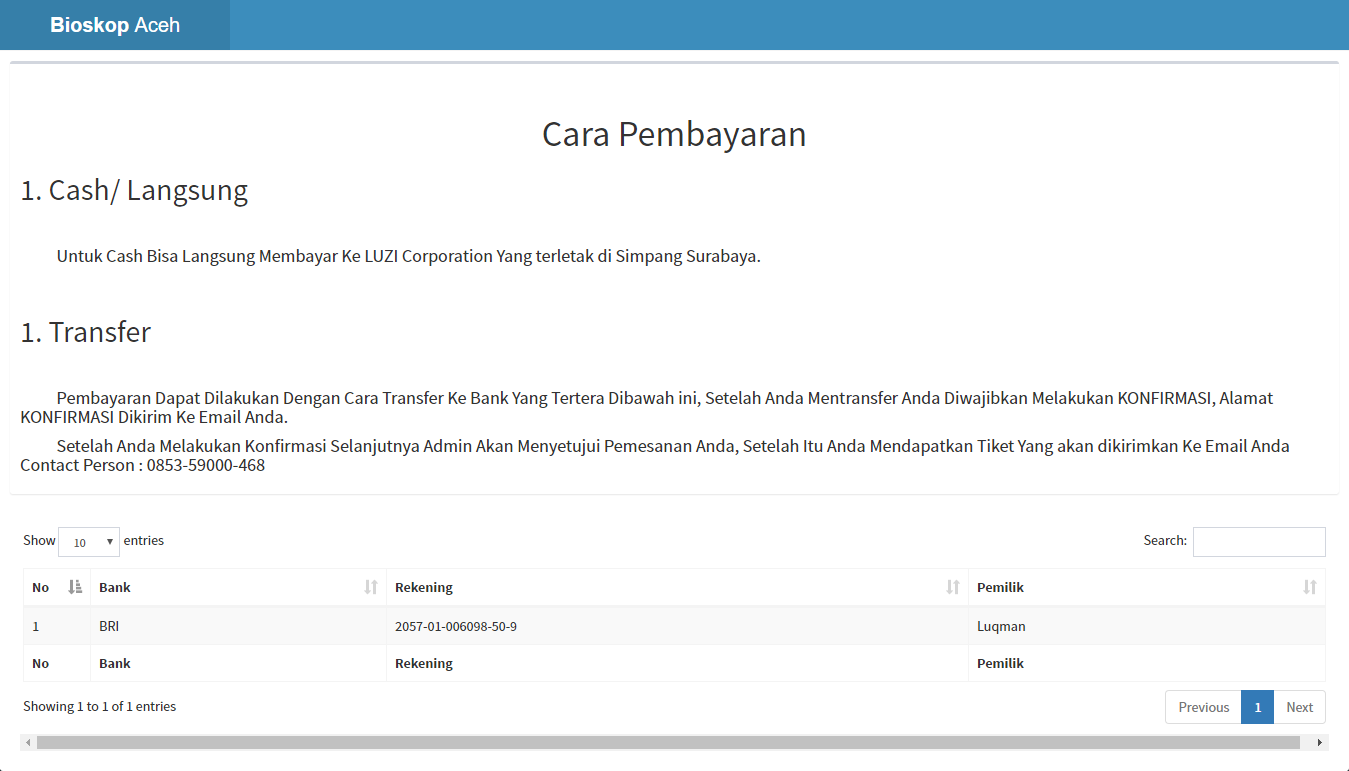 Bioskop Aceh
Cara Pembayaran
1. Cash/ Langsung
Untuk Cash Bisa Langsung Membayar Ke LUZI Corporation Yang terletak di Simpang Surabaya.
1. Transfer
Pembayaran Dapat Dilakukan Dengan Cara Transfer Ke Bank Yang Tertera Dibawah ini, Setelah Anda Mentransfer Anda Diwajibkan Melakukan KONFIRMASI, Alamat
KONFIRMASI Dikirim Ke Email Anda.
Setelah Anda Melakukan Konfirmasi Selanjutnya Admin Akan Menyetujui Pemesanan Anda, Setelah Itu Anda Mendapatkan Tiket Yang akan dikirimkan Ke Email Anda
Contact Person : 0853-59000-468
Show 10 entries Search:
No Bank Rekening Pemilik
1 BRI 2057-01-006098-50-9 Luqman
No Bank Rekening Pemilik
Showing 1 to 1 of 1 entries Previous 1 Next